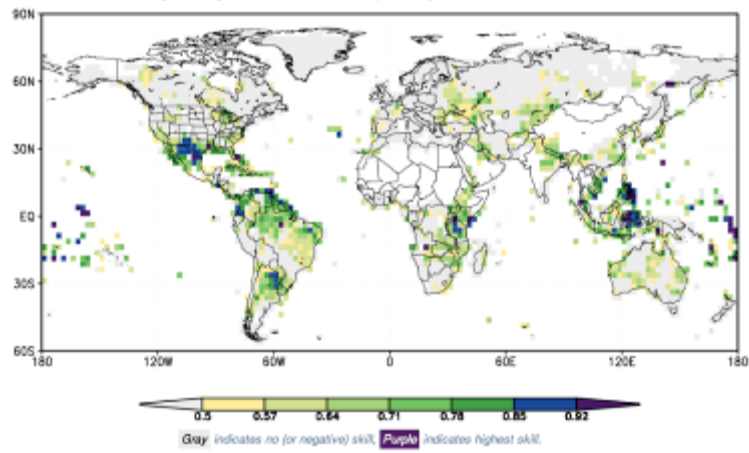 90N
60N
30N
EQ
30S
60S
180 120W 60W 0 60E 120E 180
0.5 0.57 0.64 0.71 0.78 0.85 0.92
Gray indicates no (or negative) skill, Purple indicates highest skill.